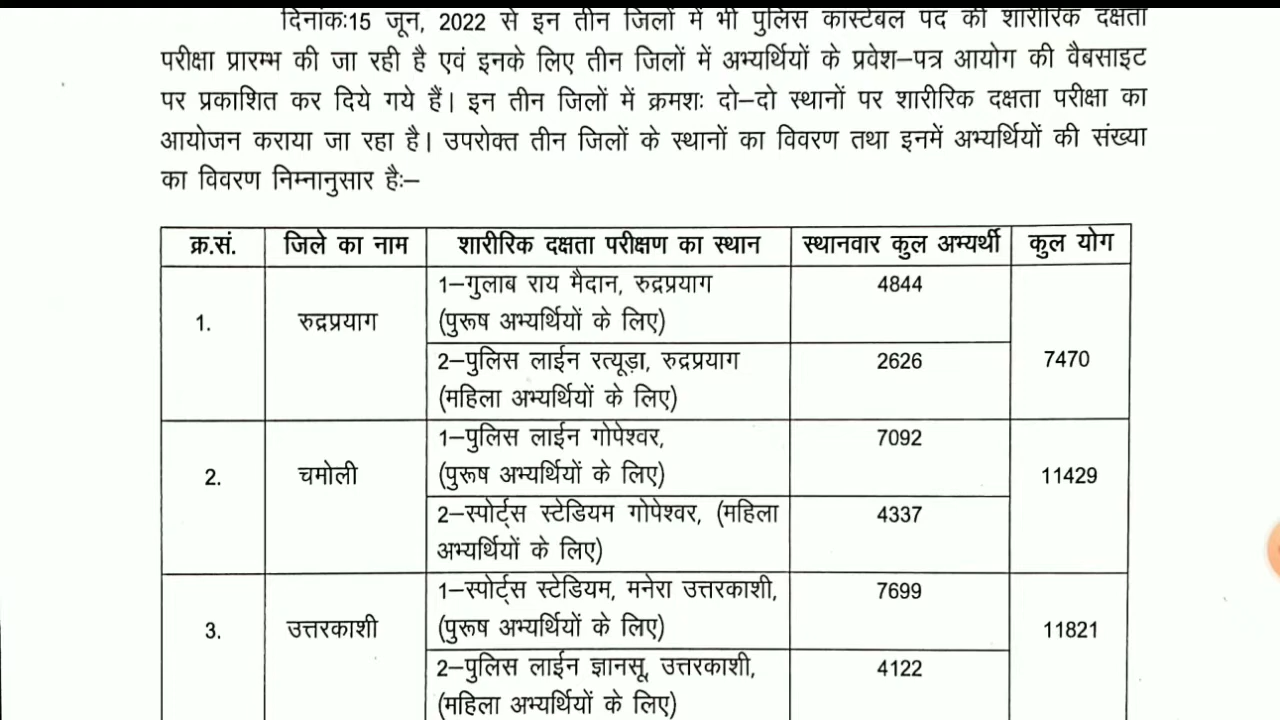 दिनांकः15 जून, 2022 से इन तीन जिलों में भी पुलिस कास्टेबल पद की शारीरिक दक्षता
परीक्षा प्रारम्भ की जा रही है एवं इनके लिए तीन जिलों में अभ्यर्थियों के प्रवेश–पत्र आयोग की वैबसाइट
पर प्रकाशित कर दिये गये हैं। इन तीन जिलों में क्रमशः दो–दो स्थानों पर शारीरिक दक्षता परीक्षा का
आयोजन कराया जा रहा है। उपरोक्त तीन जिलों के स्थानों का विवरण तथा इनमें अभ्यर्थियों की संख्या
का विवरण निम्नानुसार हैः–
क्र.सं. जिले का नाम शारीरिक दक्षता परीक्षण का स्थान स्थानवार कुल अभ्यर्थी कुल योग
1–गुलाब राय मैदान, रुद्रप्रयाग 4844
1. रुद्रप्रयाग (पुरूष अभ्यर्थियों के लिए)
2–पुलिस लाईन रत्यूड़ा, रुद्रप्रयाग 2626 7470
(महिला अभ्यर्थियों के लिए)
1–पुलिस लाईन गोपेश्वर, 7092
2. चमोली (पुरूष अभ्यर्थियों के लिए) 11429
2–स्पोर्ट्स स्टेडियम गोपेश्वर, (महिला 4337
अभ्यर्थियों के लिए)
1–स्पोर्ट्स स्टेडियम, मनेरा उत्तरकाशी, 7699
3. उत्तरकाशी (पुरूष अभ्यर्थियों के लिए) 11821
2–पुलिस लाईन ज्ञानसू, उत्तरकाशी, 4122
(महिला अभ्यर्थियों के लिए)